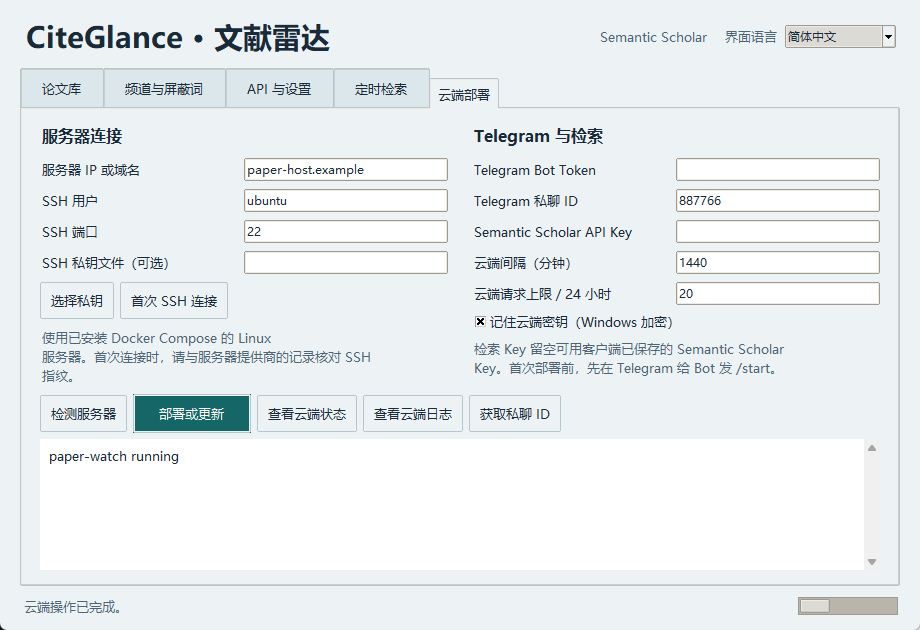 CiteGlance • 文献雷达
Semantic Scholar 界面语言 简体中文
论文库 频道与屏蔽词 API 与设置 定时检索 云端部署
服务器连接
服务器 IP 或域名 paper-host.example
SSH 用户 ubuntu
SSH 端口 22
SSH 私钥文件（可选）
选择私钥 首次 SSH 连接
使用已安装 Docker Compose 的 Linux
服务器。首次连接时，请与服务器提供商的记录核对 SSH
指纹。
Telegram 与检索
Telegram Bot Token
Telegram 私聊 ID 887766
Semantic Scholar API Key
云端间隔（分钟） 1440
云端请求上限 / 24 小时 20
记住云端密钥（Windows 加密）
检索 Key 留空可用客户端已保存的 Semantic Scholar
Key。首次部署前，先在 Telegram 给 Bot 发 /start。
检测服务器 部署或更新 查看云端状态 查看云端日志 获取私聊 ID
paper-watch running
云端操作已完成。